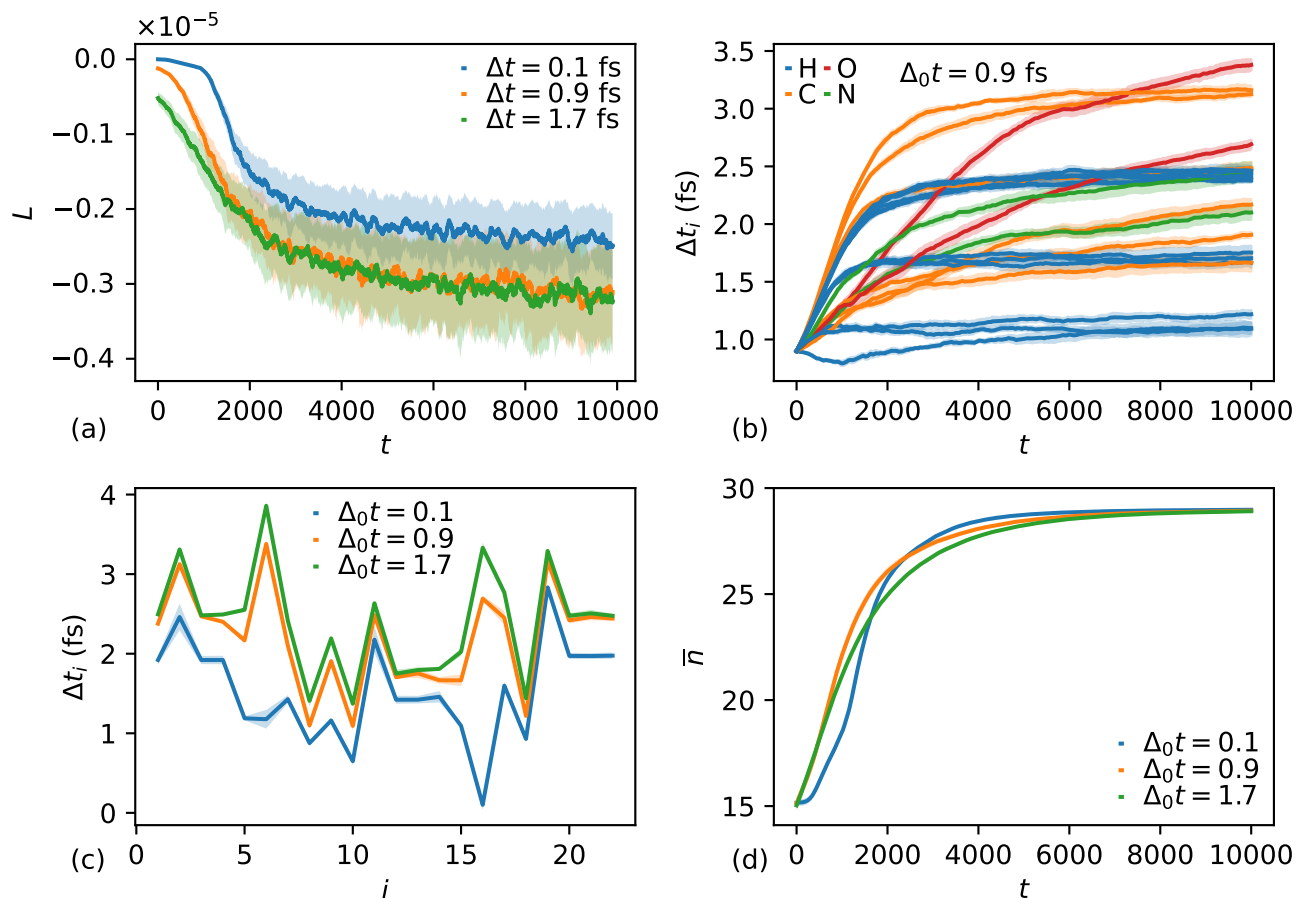 ×10⁻⁵
0.0
−0.1
−0.2
−0.3
−0.4
L
Δt = 0.1 fs
Δt = 0.9 fs
Δt = 1.7 fs
0 2000 4000 6000 8000 10000
(a)
t
3.5
3.0
2.5
2.0
1.5
1.0
Δtᵢ (fs)
H O
C N
Δ₀t = 0.9 fs
0 2000 4000 6000 8000 10000
(b)
t
4
3
2
1
0
Δtᵢ (fs)
Δ₀t = 0.1
Δ₀t = 0.9
Δ₀t = 1.7
0 5 10 15 20
(c)
i
30
25
20
15
n̅
Δ₀t = 0.1
Δ₀t = 0.9
Δ₀t = 1.7
0 2000 4000 6000 8000 10000
(d)
t